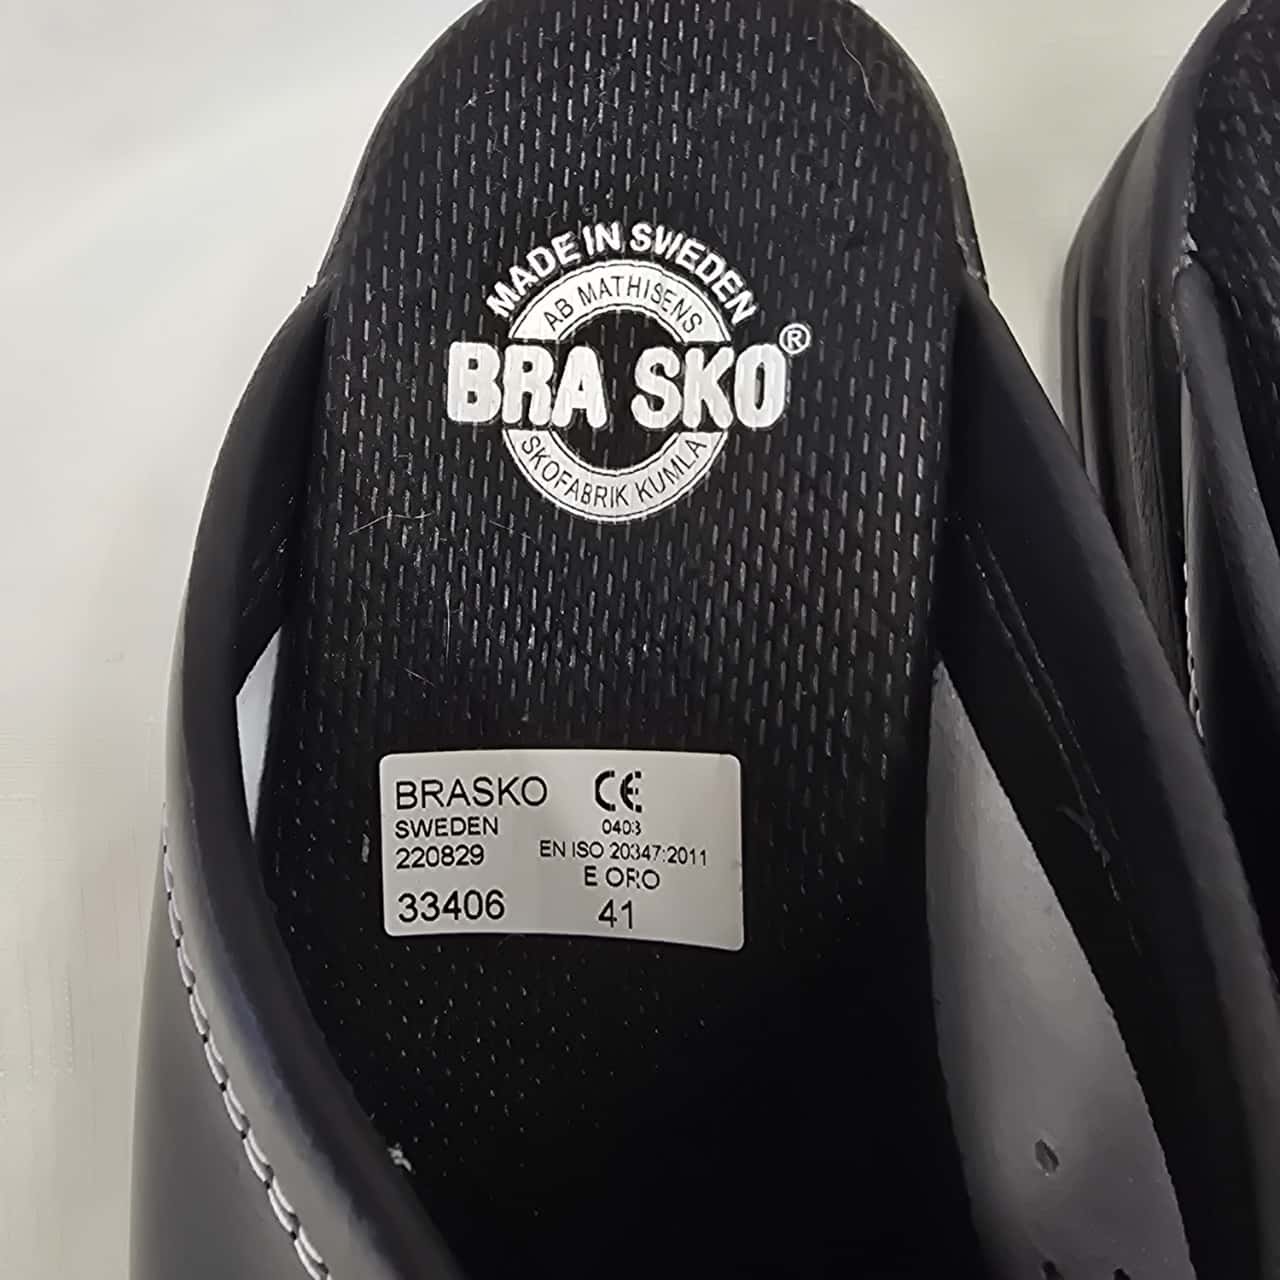 MADE IN SWEDEN
AB MATHISENS
BRA SKO®
SKOFABRIK KUMLA
BRASKO CE
SWEDEN 0403
220829 EN ISO 20347:2011
E ORO
33406 41